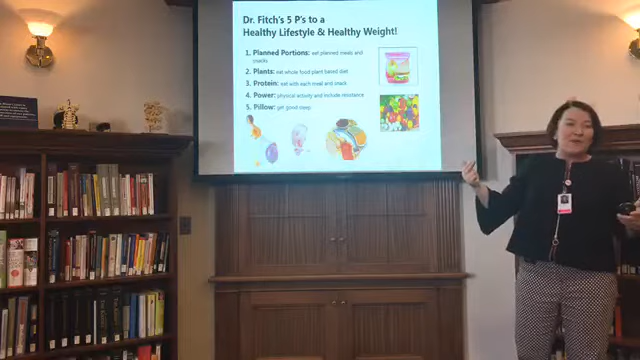 Dr. Fitch's 5 P's to a
Healthy Lifestyle & Healthy Weight!
1. Planned Portions: eat planned meals and
snacks
2. Plants: eat whole food plant based diet
3. Protein: eat with each meal and snack
4. Power: physical activity and include resistance
5. Pillow: get good sleep